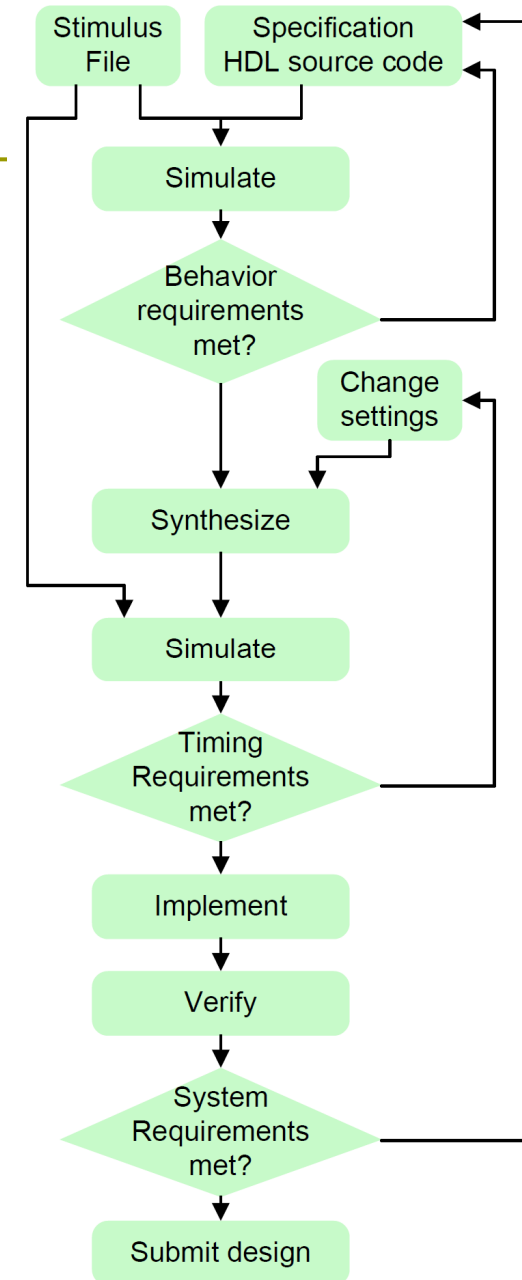 Stimulus
File
Specification
HDL source code
Simulate
Behavior
requirements
met?
Change
settings
Synthesize
Simulate
Timing
Requirements
met?
Implement
Verify
System
Requirements
met?
Submit design